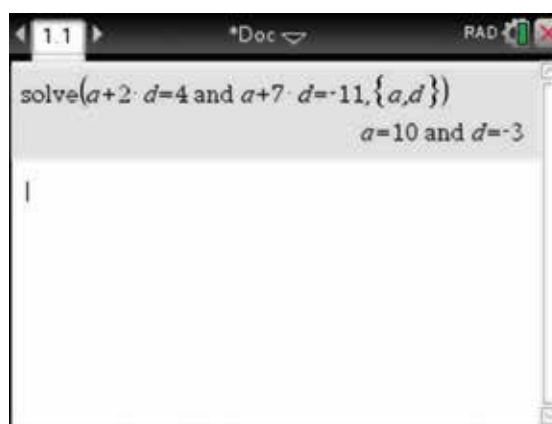 1.1 *Doc RAD
solve(a+2·d=4 and a+7·d=-11,{a,d})
a=10 and d=-3